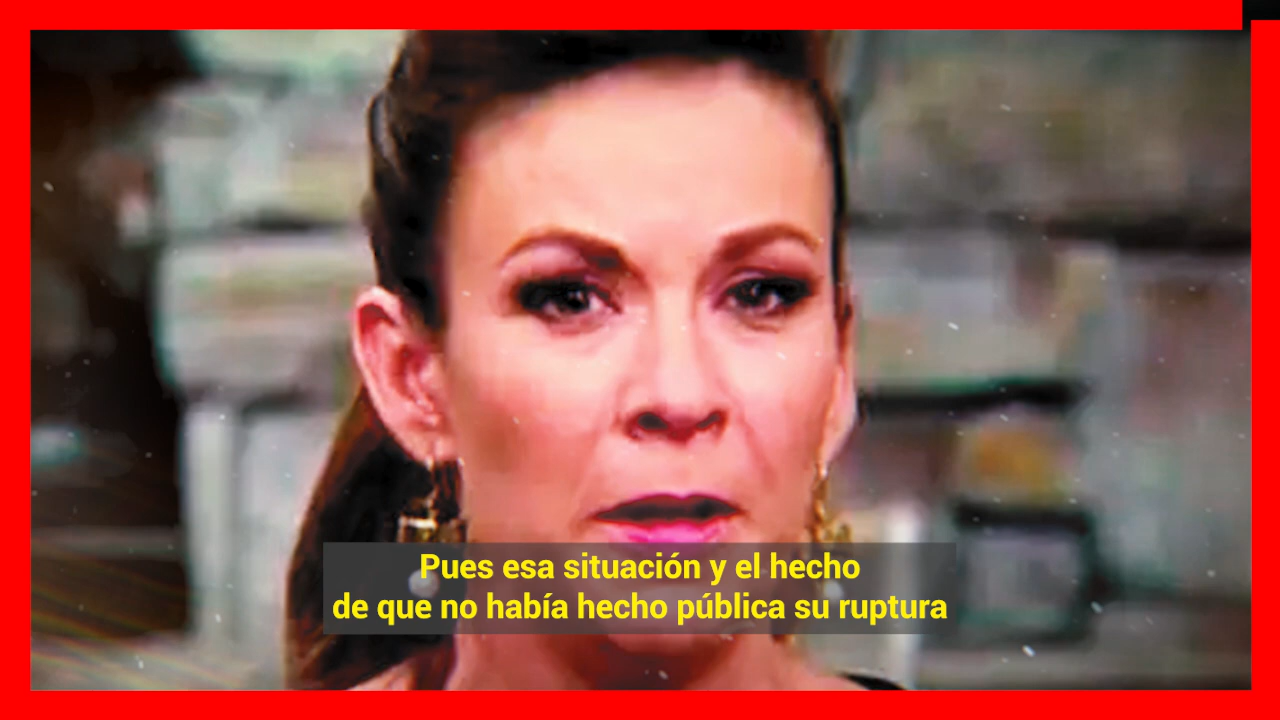 Pues esa situación y el hecho
de que no había hecho pública su ruptura